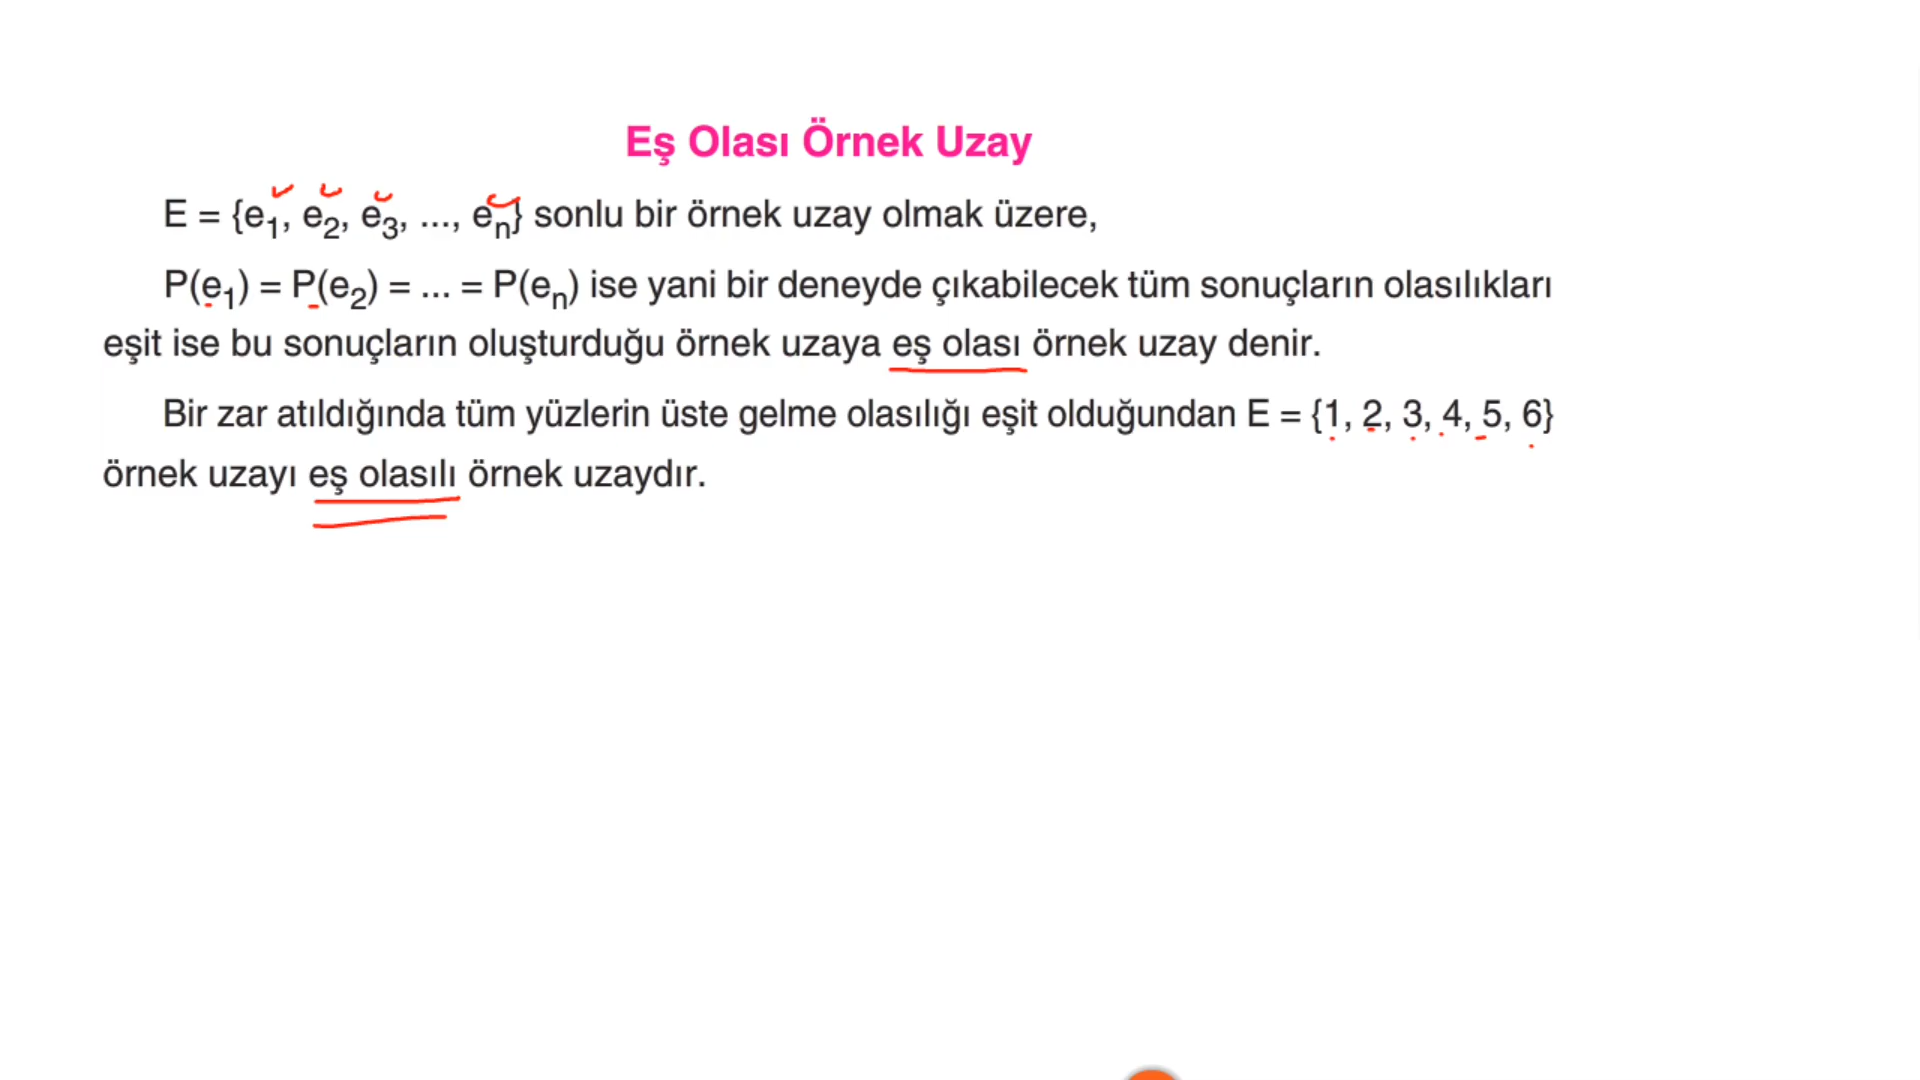 Eş Olası Örnek Uzay
E = {e₁, e₂, e₃, ..., eₙ} sonlu bir örnek uzay olmak üzere,
P(e₁) = P(e₂) = ... = P(eₙ) ise yani bir deneyde çıkabilecek tüm sonuçların olasılıkları
eşit ise bu sonuçların oluşturduğu örnek uzaya eş olası örnek uzay denir.
Bir zar atıldığında tüm yüzlerin üste gelme olasılığı eşit olduğundan E = {1, 2, 3, 4, 5, 6}
örnek uzayı eş olasılı örnek uzaydır.